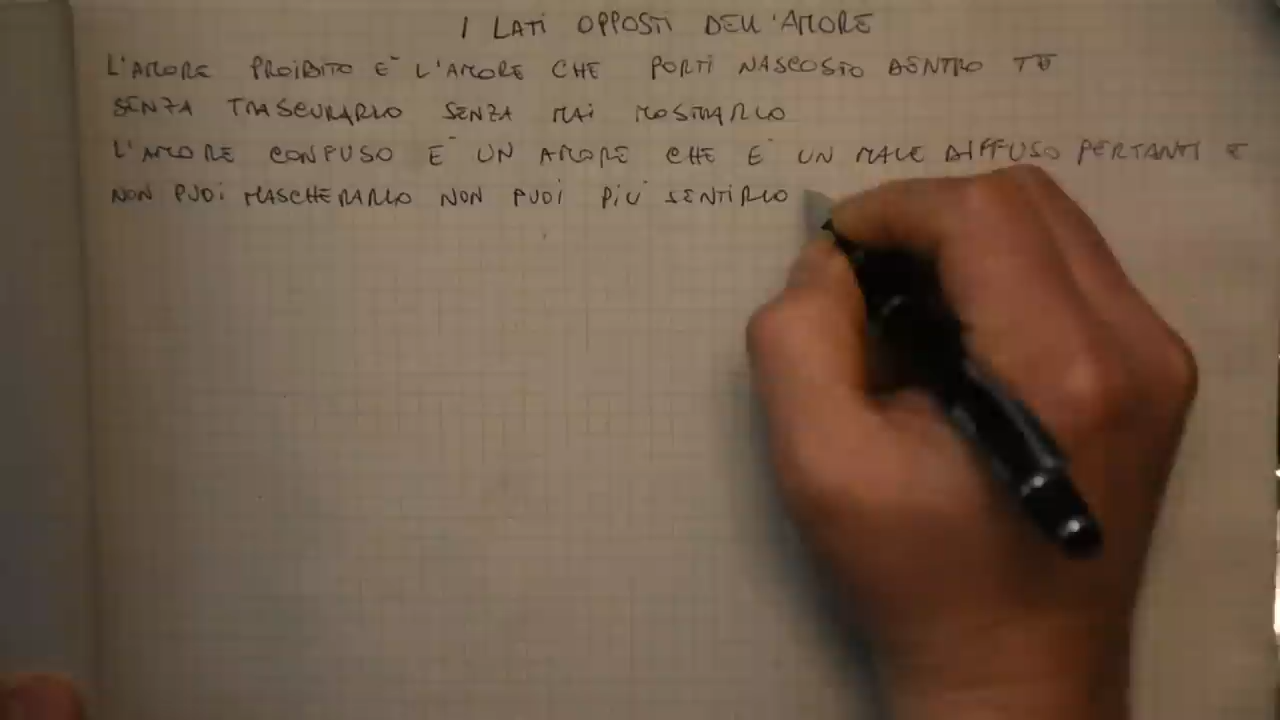 I LATI OPPOSTI DELL'AMORE
L'AMORE PROIBITO E' L'AMORE CHE PORTI NASCOSTO DENTRO TE
SENZA TRASCURARLO SENZA MAI MOSTRARLO
L'AMORE CONFUSO E' UN AMORE CHE E' UN MALE DIFFUSO PERTANTI E
NON PUOI MASCHERARLO NON PUOI PIU' SENTIRLO